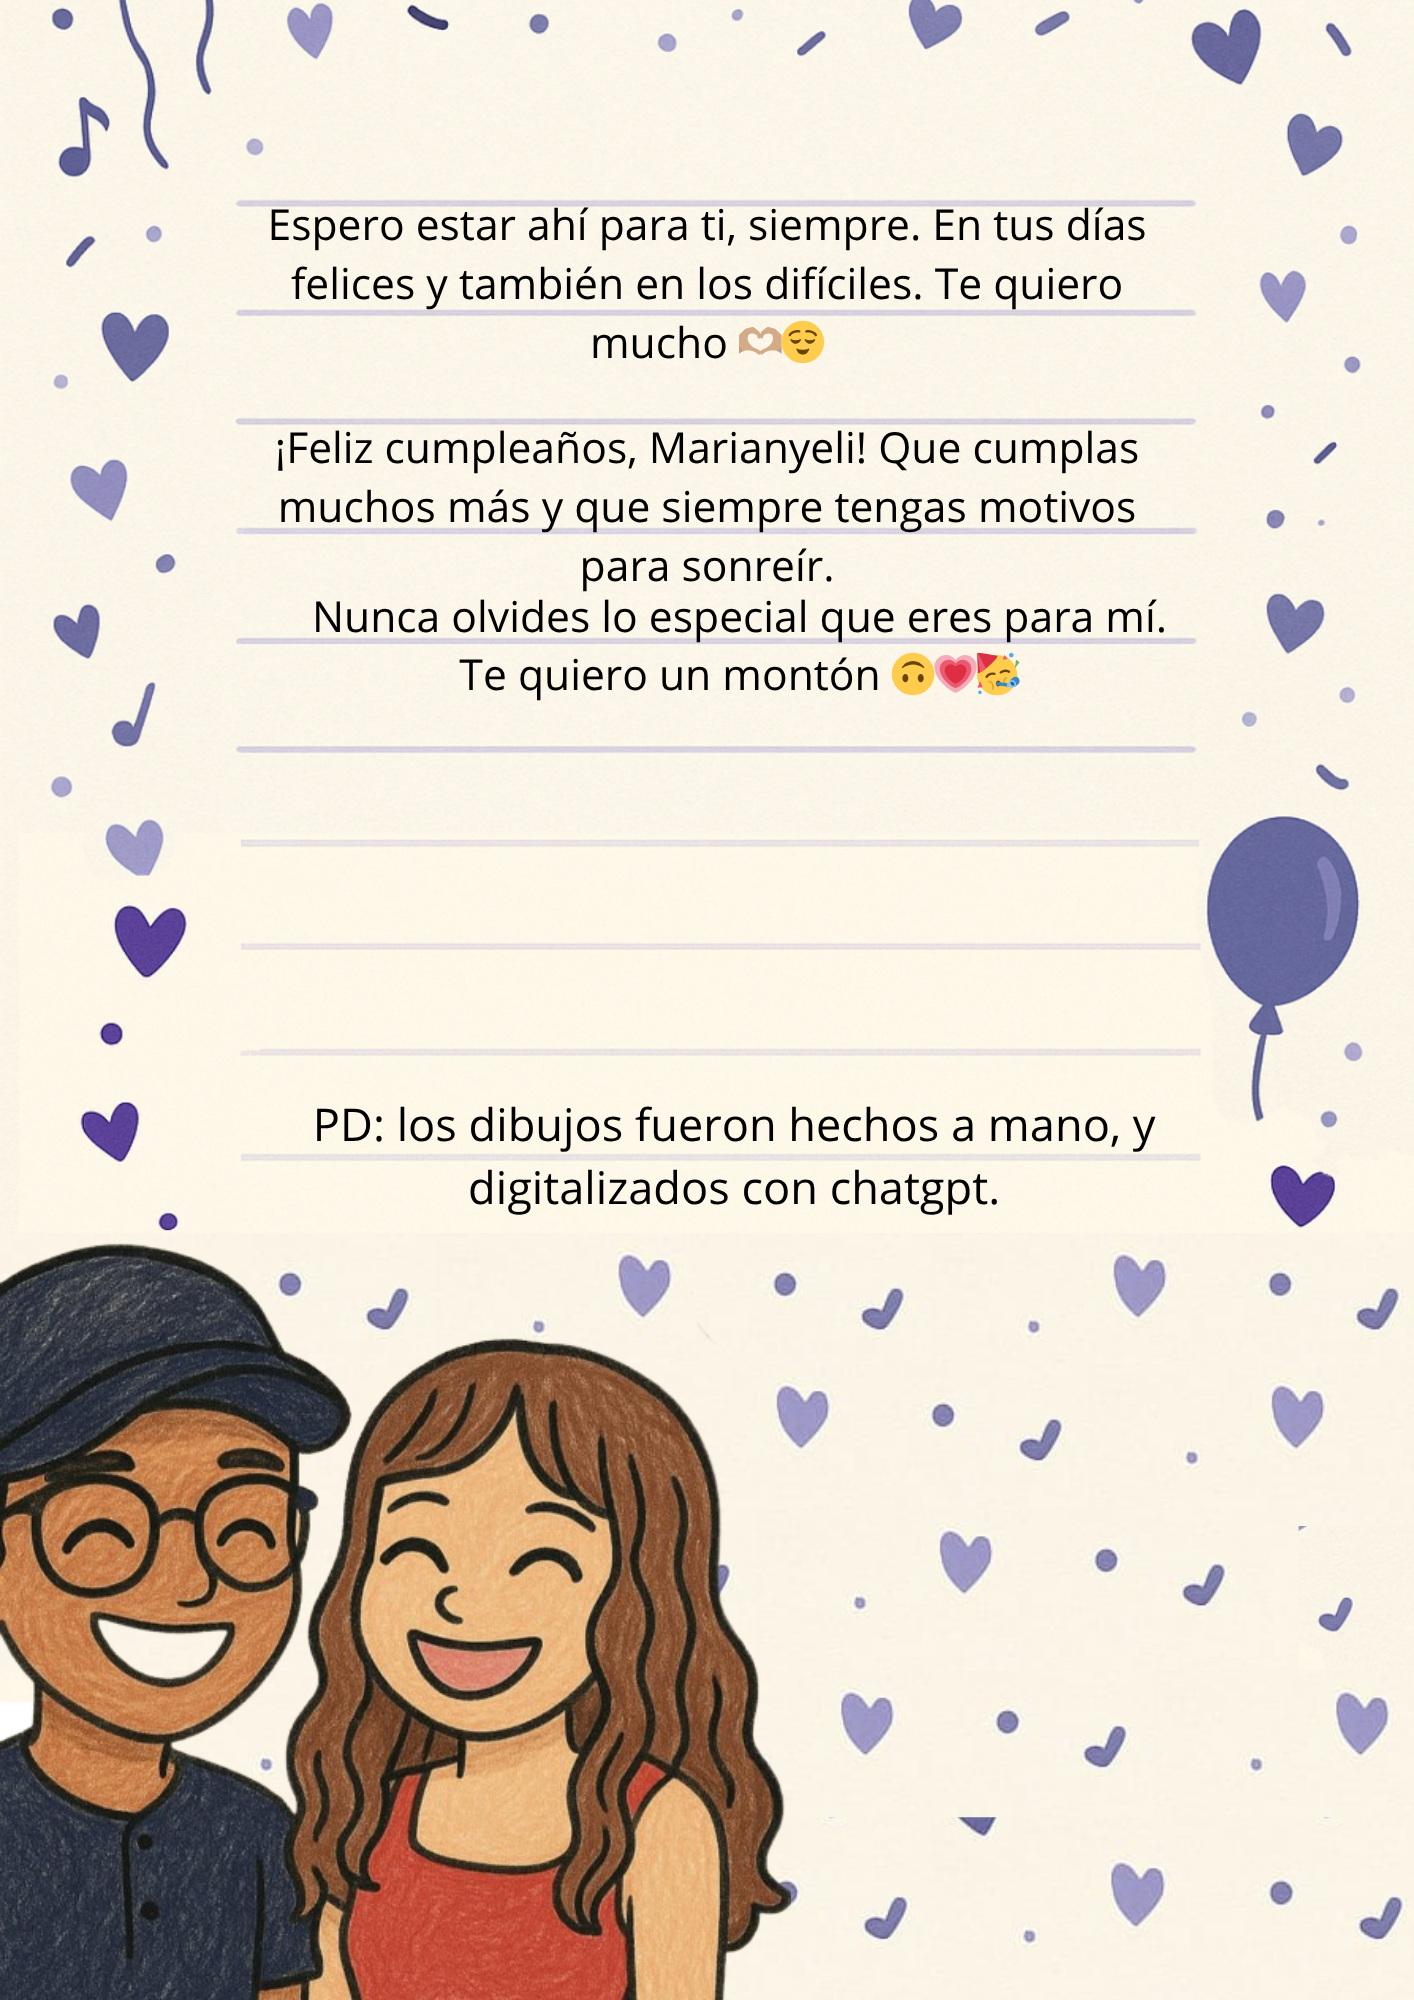 Espero estar ahí para ti, siempre. En tus días
felices y también en los difíciles. Te quiero
mucho 🫶🏼😌
¡Feliz cumpleaños, Marianyeli! Que cumplas
muchos más y que siempre tengas motivos
para sonreír.
Nunca olvides lo especial que eres para mí.
Te quiero un montón 🙃💗🥳
PD: los dibujos fueron hechos a mano, y
digitalizados con chatgpt.